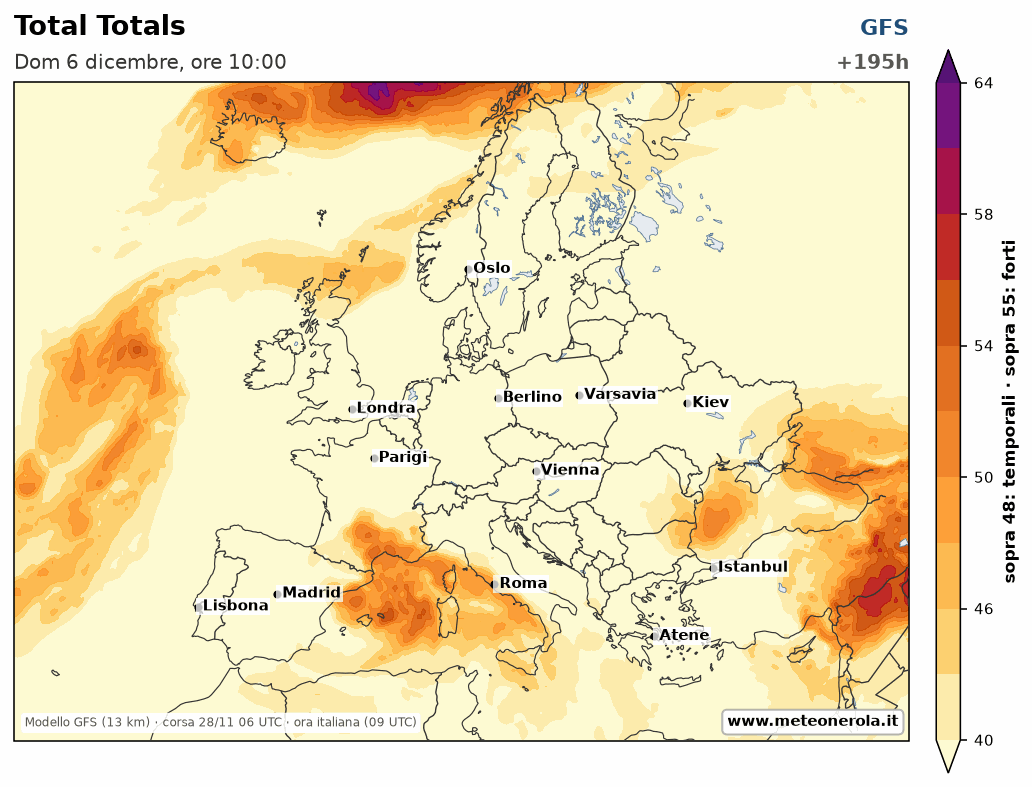 Total Totals
GFS
Dom 6 dicembre, ore 10:00
+195h
64
58
54
50
46
40
sopra 48: temporali · sopra 55: forti
Oslo
Berlino
Varsavia
Kiev
Londra
Parigi
Vienna
Istanbul
Roma
Madrid
Lisbona
Atene
Modello GFS (13 km) · corsa 28/11 06 UTC · ora italiana (09 UTC)
www.meteonerola.it